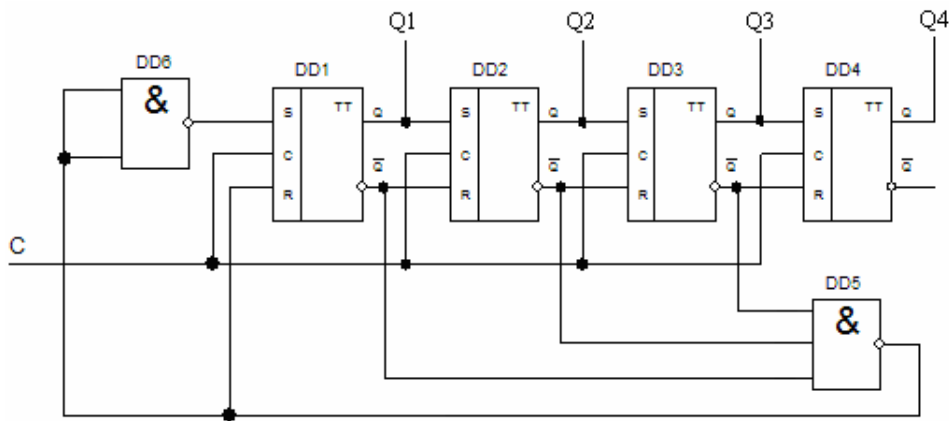 Q1 Q2 Q3 Q4
DD6 DD1 DD2 DD3 DD4
& TT TT TT TT
S Q S Q S Q S Q
C C C C
R Q̅ R Q̅ R Q̅ R Q̅
C
DD5
&